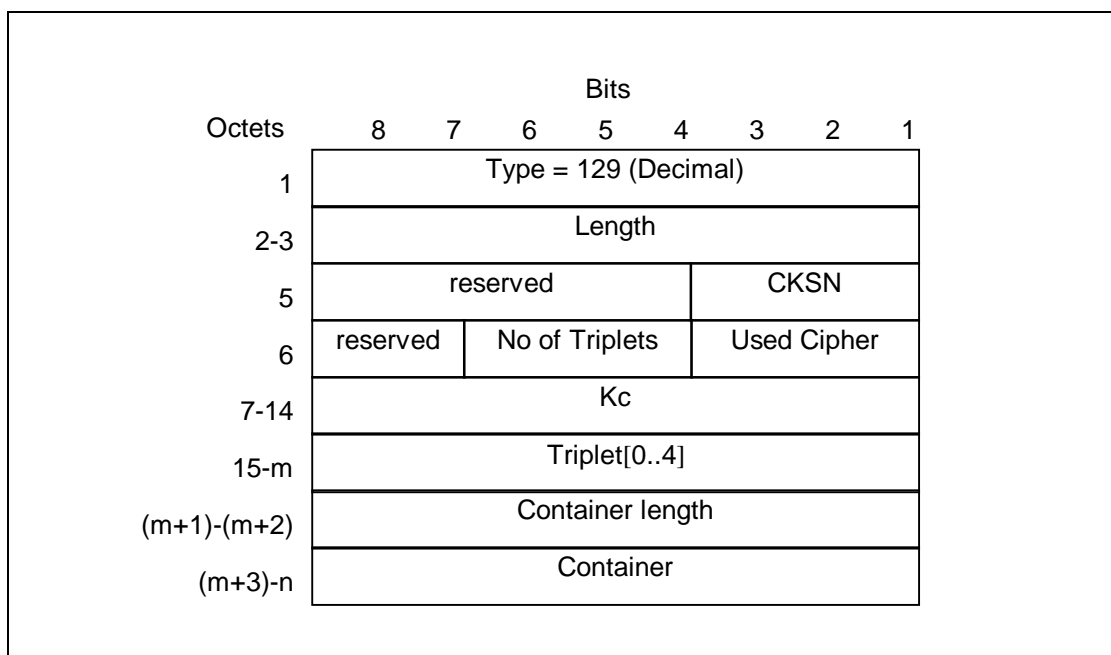 Bits
Octets 8 7 6 5 4 3 2 1
1 Type = 129 (Decimal)
2-3 Length
5 reserved CKSN
6 reserved No of Triplets Used Cipher
7-14 Kc
15-m Triplet[0..4]
(m+1)-(m+2) Container length
(m+3)-n Container